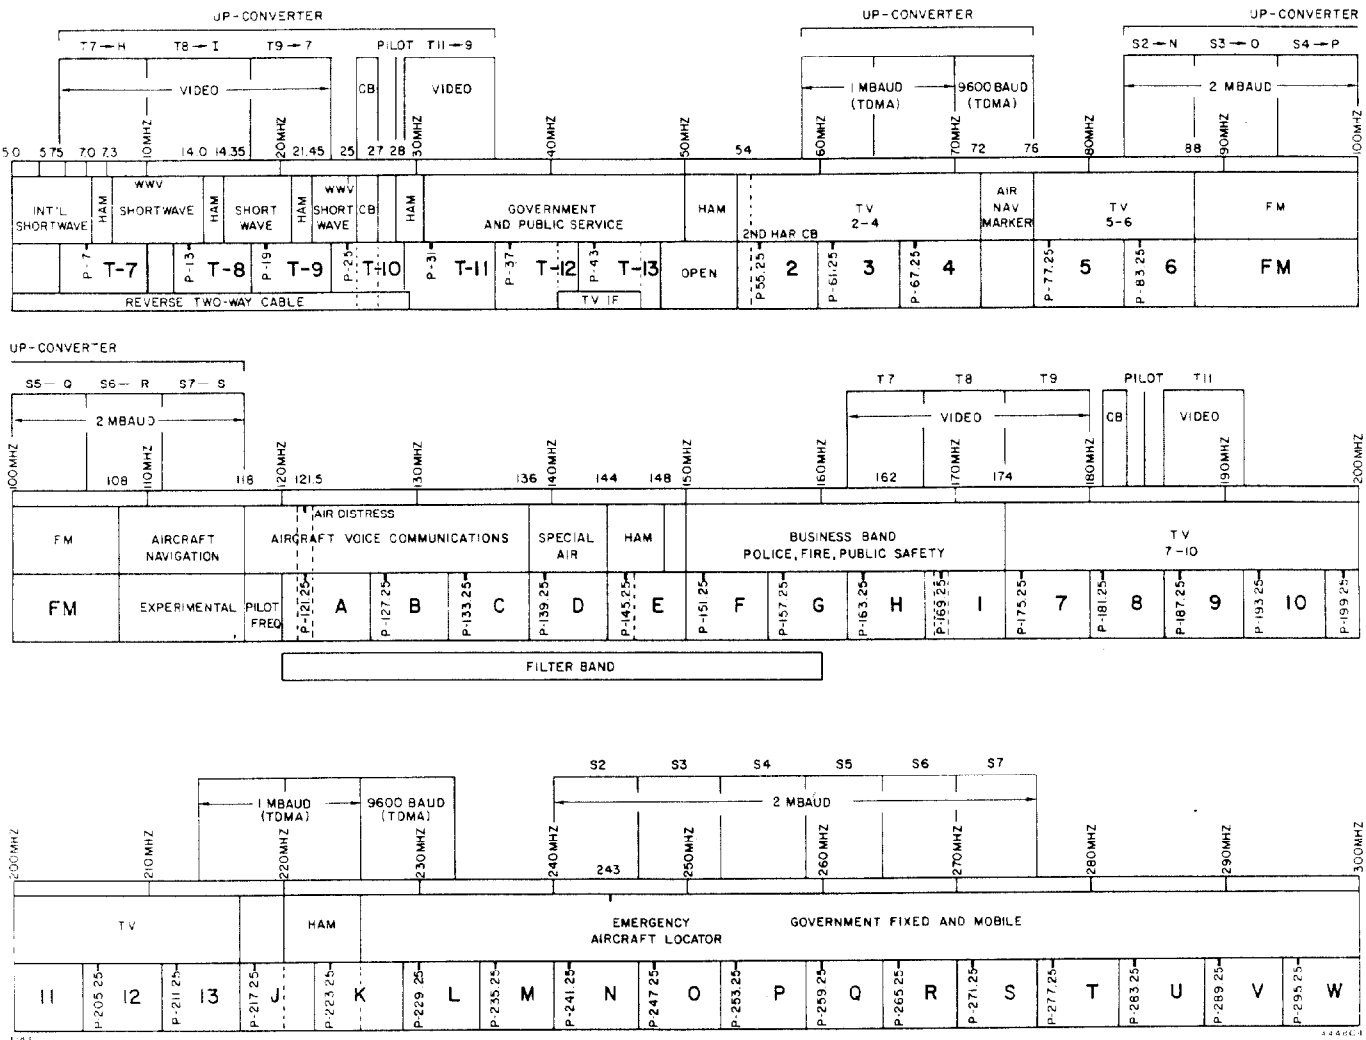 UP-CONVERTER UP-CONVERTER UP-CONVERTER
T7→H T8→I T9→7 PILOT T11→9 S2→N S3→O S4→P
VIDEO CB VIDEO 1 MBAUD (TDMA) 9600 BAUD (TDMA) 2 MBAUD
5.0 5.75 7.0 7.3 10MHZ 14.0 14.35 20MHZ 21.45 25 27 28 30MHZ 40MHZ 50MHZ 54 60MHZ 70MHZ 72 76 80MHZ 88 90MHZ 100MHZ
INT'L SHORTWAVE HAM WWV SHORTWAVE HAM SHORT WAVE HAM WWV SHORT WAVE CB HAM GOVERNMENT AND PUBLIC SERVICE HAM 2ND HAR CB TV 2-4 AIR NAV MARKER TV 5-6 FM
P-7 T-7 P-13 T-8 P-19 T-9 P-25 T-10 P-31 T-11 P-37 T-12 P-43 T-13 OPEN P-55.25 2 P-61.25 3 P-67.25 4 P-77.25 5 P-83.25 6 FM
REVERSE TWO-WAY CABLE TV IF
UP-CONVERTER
S5— Q S6— R S7— S T7 T8 T9 PILOT T11
2 MBAUD VIDEO CB VIDEO
100MHZ 108 110MHZ 118 120MHZ 121.5 130MHZ 136 140MHZ 144 148 150MHZ 160MHZ 162 170MHZ 174 180MHZ 190MHZ 200MHZ
FM AIRCRAFT NAVIGATION AIR DISTRESS AIRCRAFT VOICE COMMUNICATIONS SPECIAL AIR HAM BUSINESS BAND POLICE, FIRE, PUBLIC SAFETY TV 7-10
FM EXPERIMENTAL PILOT FREQ P-121.25 A P-127.25 B P-133.25 C P-139.25 D P-145.25 E P-151.25 F P-157.25 G P-163.25 H P-169.25 I P-175.25 7 P-181.25 8 P-187.25 9 P-193.25 10 P-199.25
FILTER BAND
S2 S3 S4 S5 S6 S7
1 MBAUD (TDMA) 9600 BAUD (TDMA) 2 MBAUD
200MHZ 210MHZ 220MHZ 230MHZ 240MHZ 243 250MHZ 260MHZ 270MHZ 280MHZ 290MHZ 300MHZ
TV HAM EMERGENCY AIRCRAFT LOCATOR GOVERNMENT FIXED AND MOBILE
11 P-205.25 12 P-211.25 13 P-217.25 J P-223.25 K P-229.25 L P-235.25 M P-241.25 N P-247.25 O P-253.25 P P-259.25 Q P-265.25 R P-271.25 S P-277.25 T P-283.25 U P-289.25 V P-295.25 W